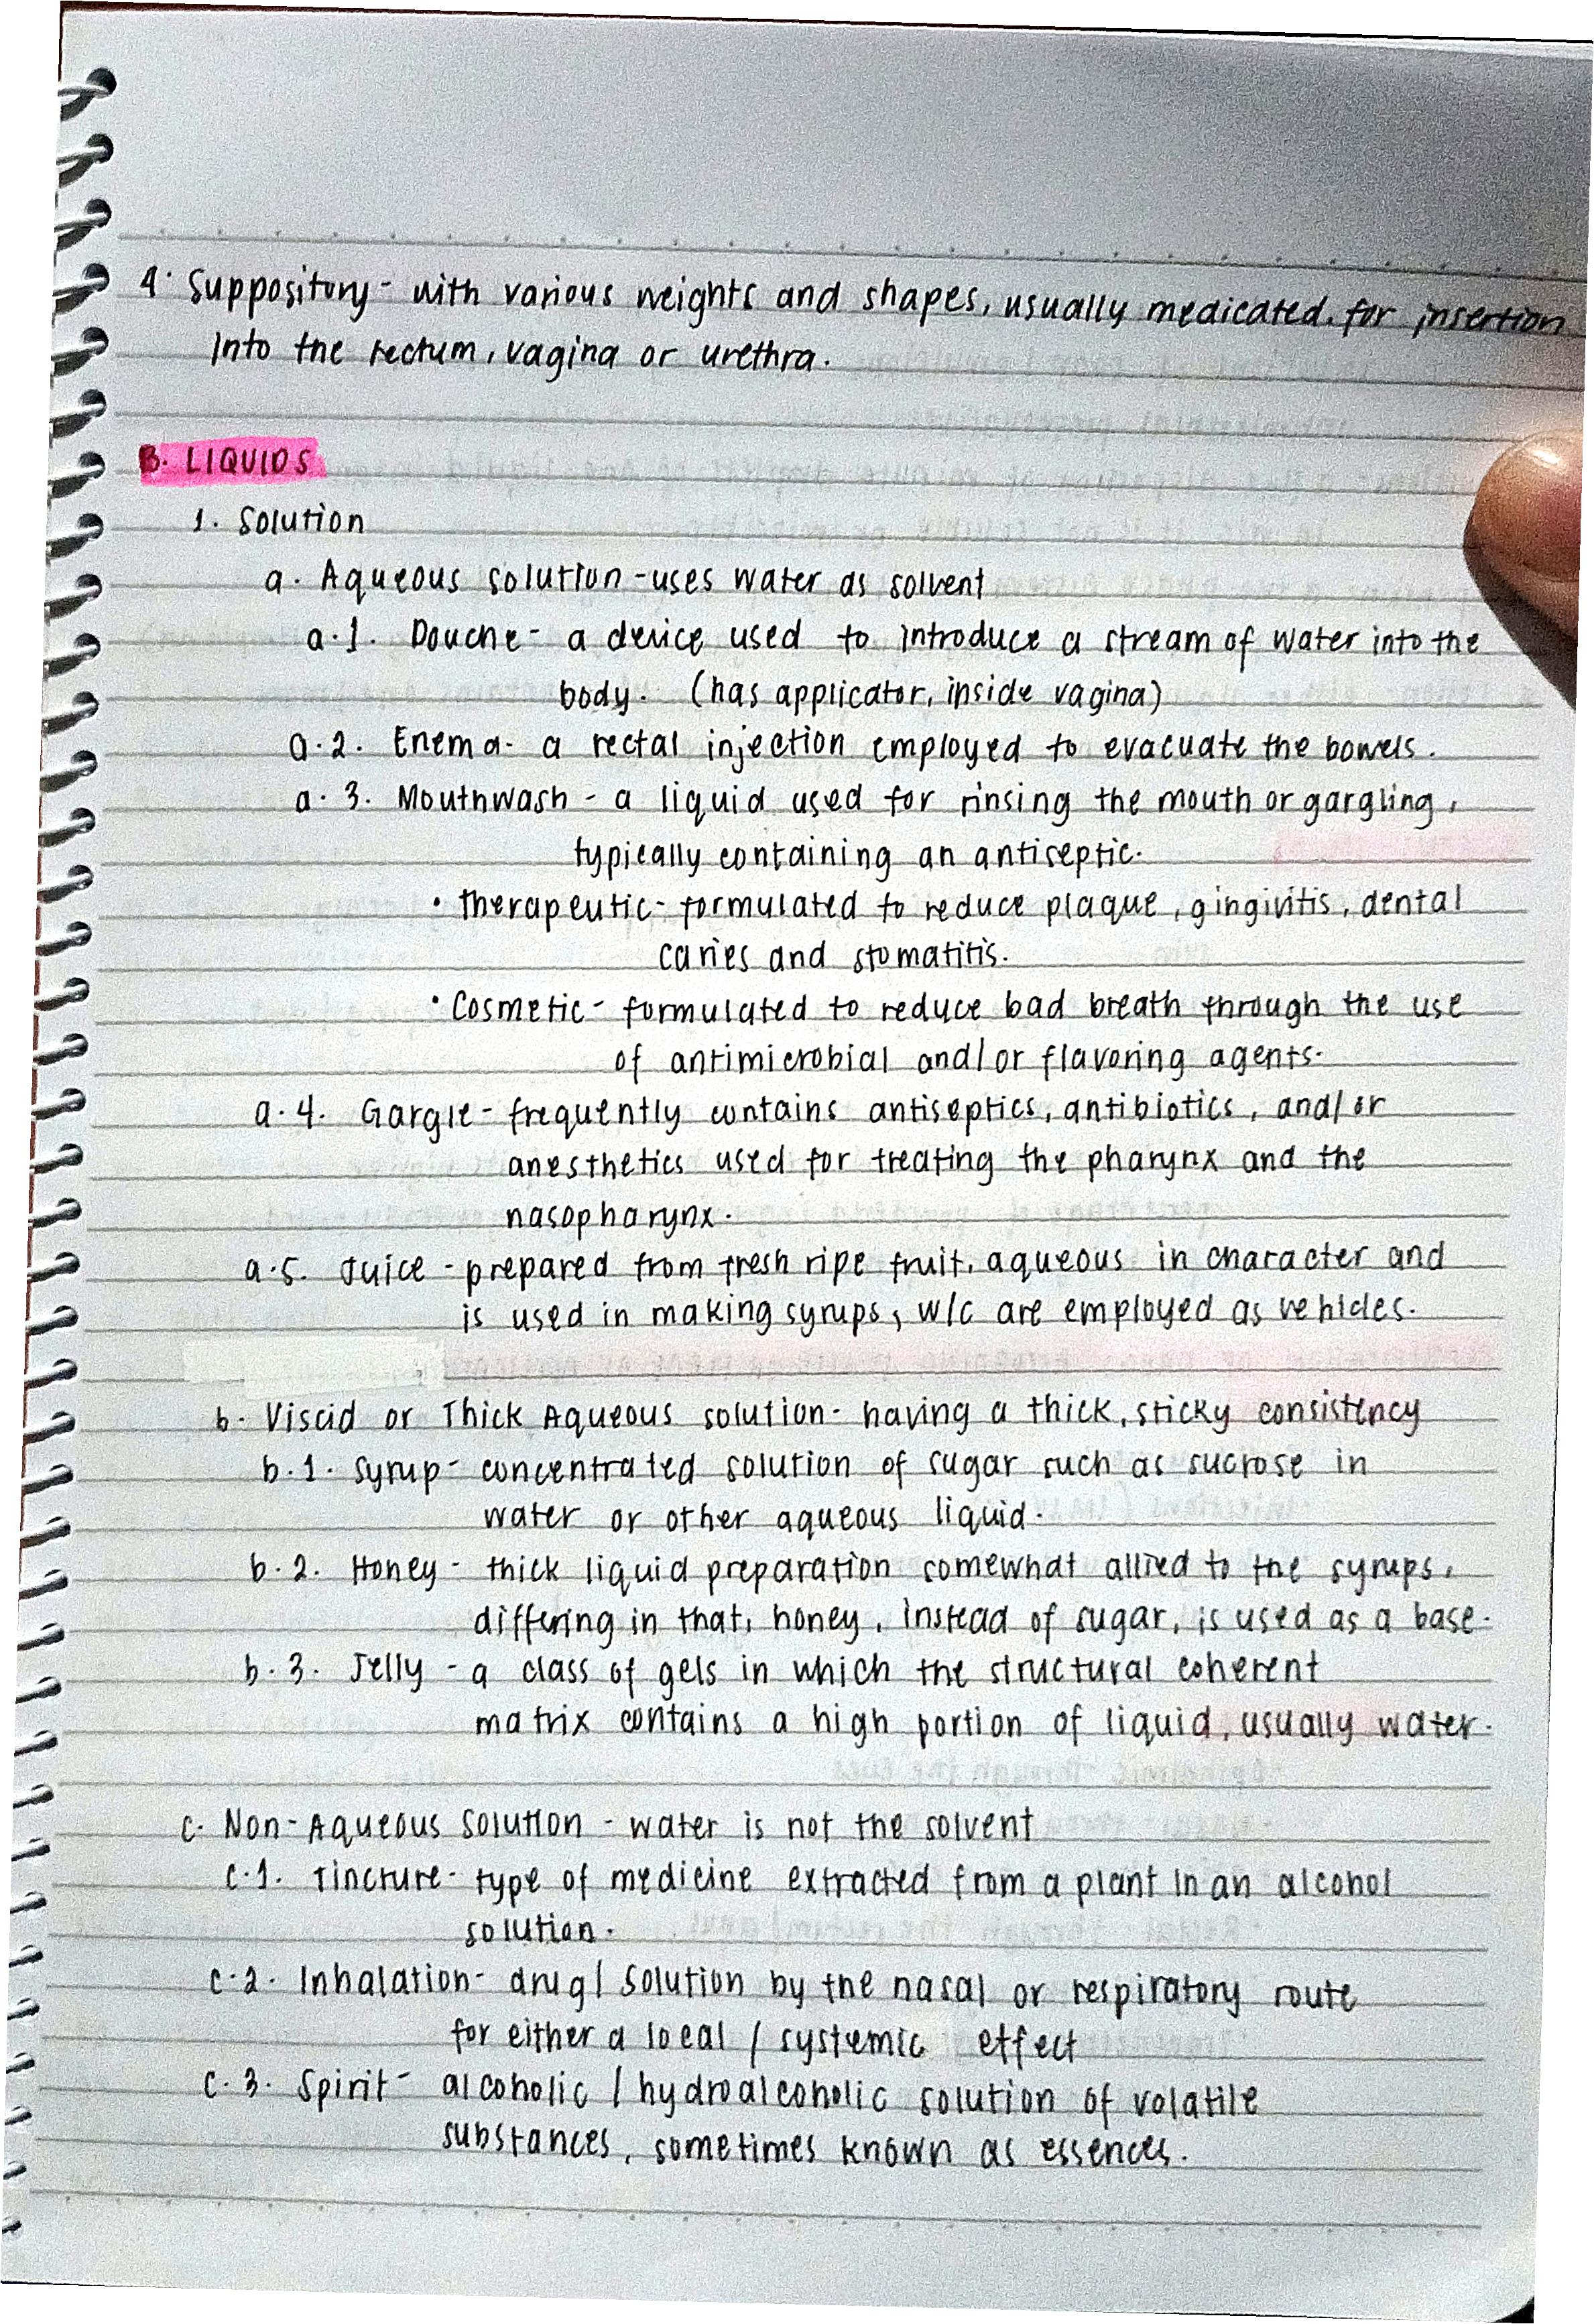 4. Suppository - with various weights and shapes, usually medicated, for insertion
into the rectum, vagina or urethra.
B. LIQUIDS
1. Solution
a. Aqueous solution - uses water as solvent
a.1. Douche - a device used to introduce a stream of water into the
body. (has applicator, inside vagina)
a.2. Enema - a rectal injection employed to evacuate the bowels.
a.3. Mouthwash - a liquid used for rinsing the mouth or gargling,
typically containing an antiseptic.
• Therapeutic - formulated to reduce plaque, gingivitis, dental
caries and stomatitis.
• Cosmetic - formulated to reduce bad breath through the use
of antimicrobial and/or flavoring agents.
a.4. Gargle - frequently contains antiseptics, antibiotics, and/or
anesthetics used for treating the pharynx and the
nasopharynx.
a.5. Juice - prepared from fresh ripe fruit, aqueous in character and
is used in making syrups, w/c are employed as vehicles.
b. Viscid or Thick Aqueous solution - having a thick, sticky consistency
b.1. Syrup - concentrated solution of sugar such as sucrose in
water or other aqueous liquid.
b.2. Honey - thick liquid preparation somewhat allied to the syrups,
differing in that, honey, instead of sugar, is used as a base.
b.3. Jelly - a class of gels in which the structural coherent
matrix contains a high portion of liquid, usually water.
c. Non-Aqueous Solution - water is not the solvent
c.1. Tincture - type of medicine extracted from a plant in an alcohol
solution.
c.2. Inhalation - drug/solution by the nasal or respiratory route
for either a local / systemic effect
c.3. Spirit - alcoholic / hydroalcoholic solution of volatile
substances, sometimes known as essences.